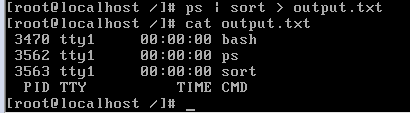 [root@localhost /]# ps | sort > output.txt
[root@localhost /]# cat output.txt
 3470 tty1     00:00:00 bash
 3562 tty1     00:00:00 ps
 3563 tty1     00:00:00 sort
  PID TTY          TIME CMD
[root@localhost /]# _